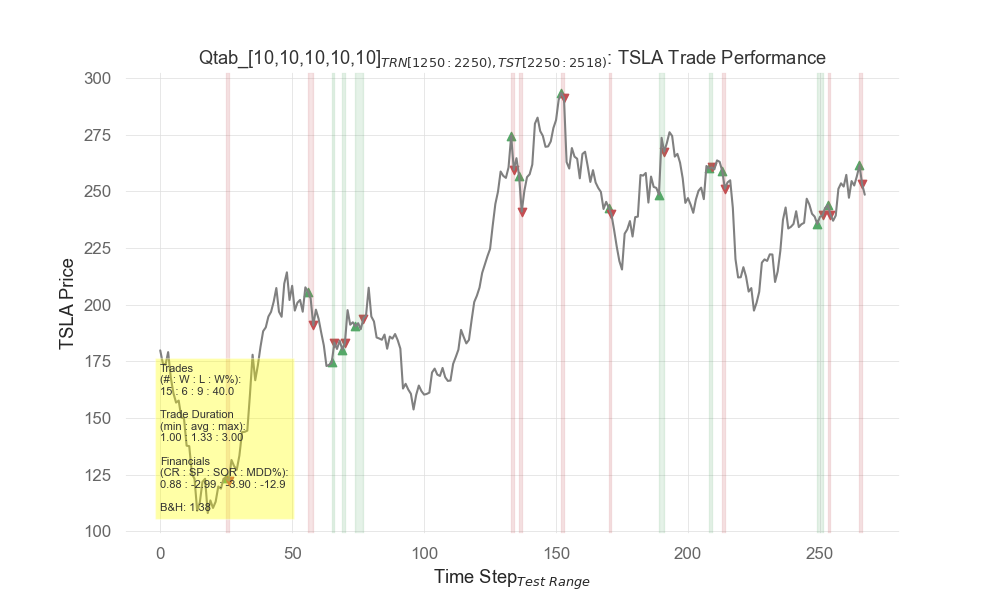 Qtab_[10,10,10,10,10]TRN[1250:2250),TST[2250:2518): TSLA Trade Performance
300
275
250
225
200
175
150
125
100
TSLA Price
Trades
(# : W : L : W%):
15 : 6 : 9 : 40.0
Trade Duration
(min : avg : max):
1.00 : 1.33 : 3.00
Financials
(CR : SP : SOR : MDD%):
0.88 : -2.99 : -3.90 : -12.9
B&H: 1.38
0 50 100 150 200 250
Time StepTest Range